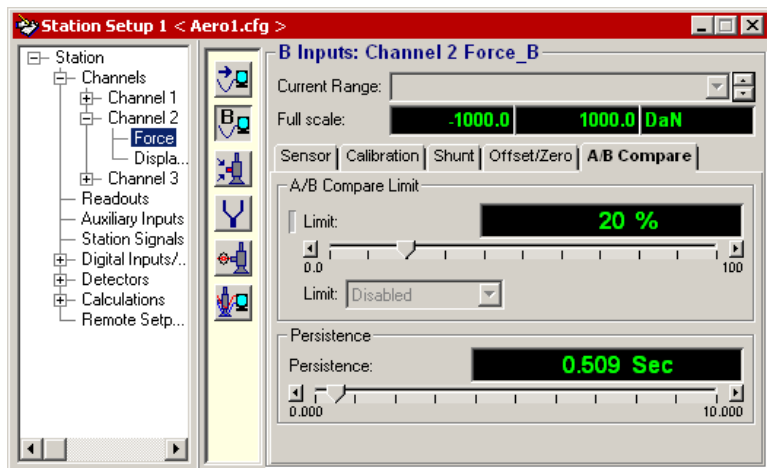 Station Setup 1 < Aero1.cfg >
Station
Channels
Channel 1
Channel 2
Force
Displa...
Channel 3
Readouts
Auxiliary Inputs
Station Signals
Digital Inputs/..
Detectors
Calculations
Remote Setp...
B
B Inputs: Channel 2 Force_B
Current Range:
Full scale: -1000.0 1000.0 DaN
Sensor Calibration Shunt Offset/Zero A/B Compare
A/B Compare Limit
Limit: 20 %
0.0 100
Limit: Disabled
Persistence
Persistence: 0.509 Sec
0.000 10.000